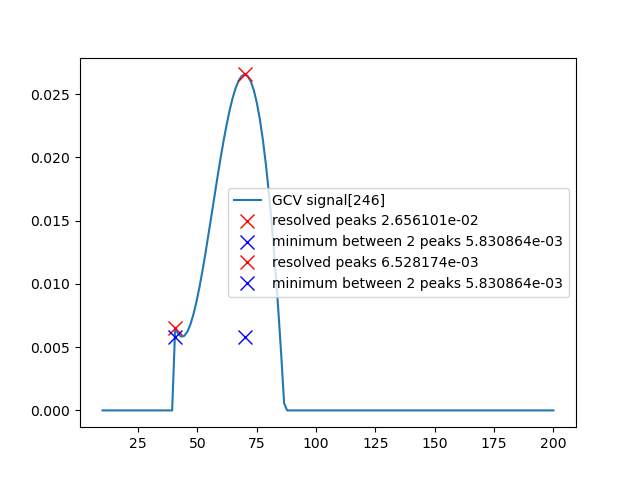 0.025
0.020
0.015
0.010
0.005
0.000
GCV signal[246]
resolved peaks 2.656101e-02
minimum between 2 peaks 5.830864e-03
resolved peaks 6.528174e-03
minimum between 2 peaks 5.830864e-03
25 50 75 100 125 150 175 200